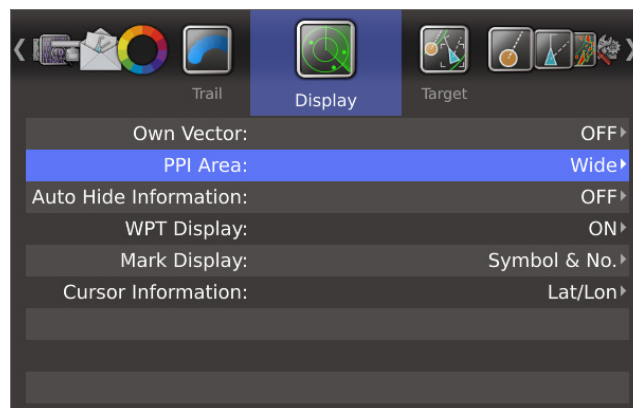 Trail
Display
Target
Own Vector: OFF
PPI Area: Wide
Auto Hide Information: OFF
WPT Display: ON
Mark Display: Symbol & No.
Cursor Information: Lat/Lon